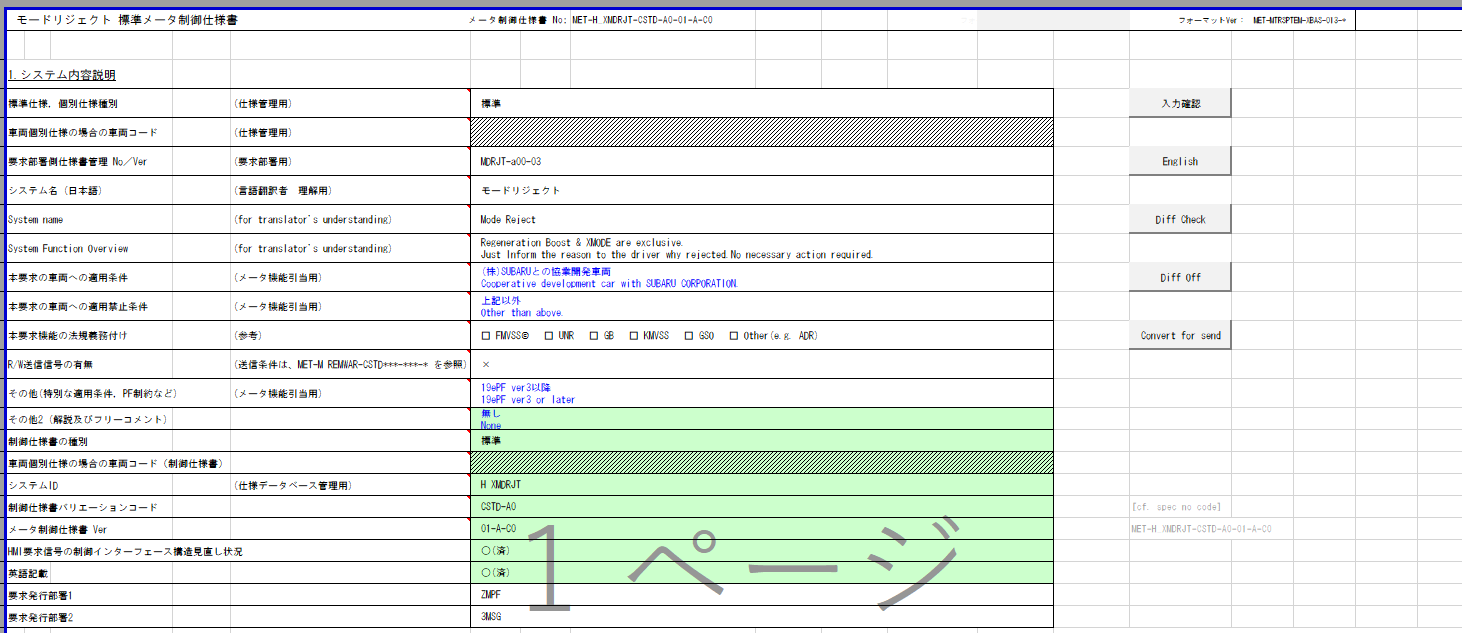 モードリジェクト 標準メータ制御仕様書 メータ制御仕様書 No: MET-H_XMDRJT-CSTD-A0-01-A-C0 フォーマットVer： MET-MTRSPTEM-XBAS-013-*
1. システム内容説明
標準仕様、個別仕様種別 (仕様管理用) 標準 入力確認
車両個別仕様の場合の車両コード (仕様管理用)
要求部署側仕様書管理 No／Ver (要求部署用) MDRJT-a00-03 English
システム名（日本語） (言語翻訳者 理解用) モードリジェクト
System name (for translator's understanding) Mode Reject Diff Check
System Function Overview (for translator's understanding) Regeneration Boost & XMODE are exclusive.
Just Inform the reason to the driver why rejected.No necessary action required.
本要求の車両への適用条件 (メータ機能引当用) (株)SUBARUとの協業開発車両
Cooperative development car with SUBARU CORPORATION. Diff Off
本要求の車両への適用禁止条件 (メータ機能引当用) 上記以外
Other than above.
本要求機能の法規義務付け (参考) □ FMVSS® □ UNR □ GB □ KMVSS □ GSO □ Other(e.g. ADR) Convert for send
R/W送信信号の有無 (送信条件は、MET-M_REMWAR-CSTD***-***-* を参照) ×
その他(特別な適用条件、PF制約など) (メータ機能引当用) 19ePF ver3以降
19ePF ver3 or later
その他2（解説及びフリーコメント） 無し
None
制御仕様書の種別 標準
車両個別仕様の場合の車両コード（制御仕様書）
システムID (仕様データベース管理用) H_XMDRJT
制御仕様書バリエーションコード CSTD-A0 [cf. spec no code]
メータ制御仕様書 Ver 01-A-C0 MET-H_XMDRJT-CSTD-A0-01-A-C0
HMI要求信号の制御インターフェース構造見直し状況 ○(済)
英語記載 ○(済)
要求発行部署1 ZMPF
要求発行部署2 3MSG
1 ページ